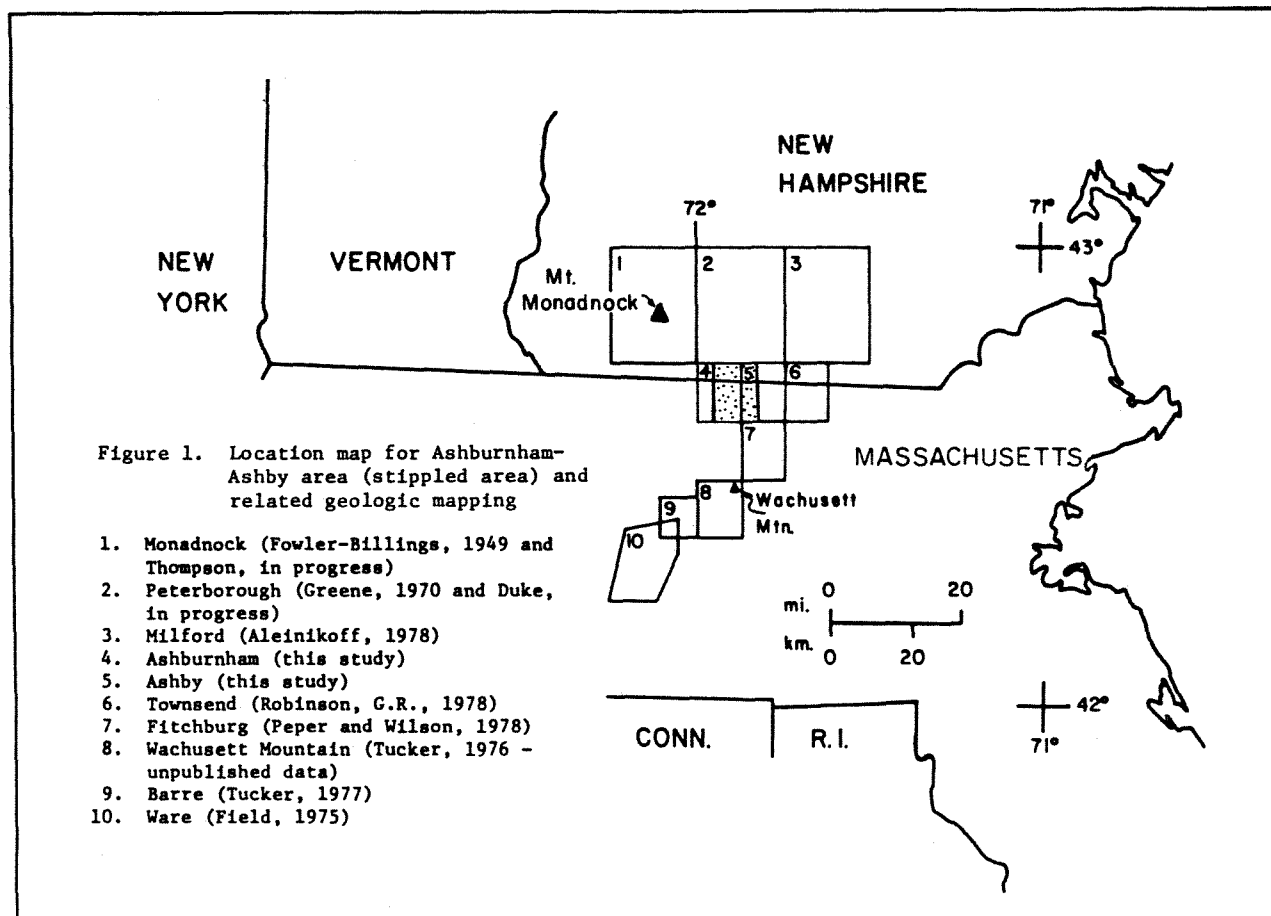 NEW
HAMPSHIRE
72°
71°
43°
NEW
YORK
VERMONT
1
2
3
Mt.
Monadnock
4
5
6
7
Figure 1. Location map for Ashburnham-
Ashby area (stippled area) and
related geologic mapping
MASSACHUSETTS
8
Wachusett
Mtn.
9
10
1. Monadnock (Fowler-Billings, 1949 and
Thompson, in progress)
2. Peterborough (Greene, 1970 and Duke,
in progress)
3. Milford (Aleinikoff, 1978)
4. Ashburnham (this study)
5. Ashby (this study)
6. Townsend (Robinson, G.R., 1978)
7. Fitchburg (Peper and Wilson, 1978)
8. Wachusett Mountain (Tucker, 1976 -
unpublished data)
9. Barre (Tucker, 1977)
10. Ware (Field, 1975)
0 20
mi.
km.
0 20
CONN.
R.I.
42°
71°